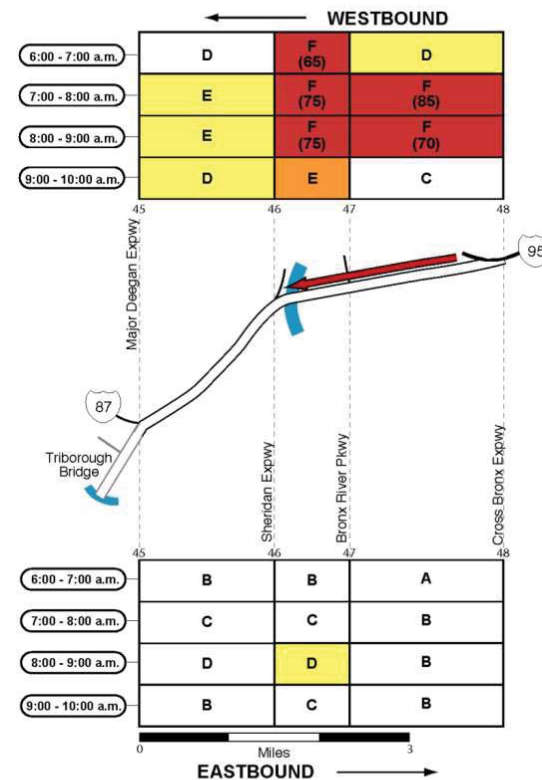 WESTBOUND
6:00 - 7:00 a.m. D F (65) D
7:00 - 8:00 a.m. E F (75) F (85)
8:00 - 9:00 a.m. E F (75) F (70)
9:00 - 10:00 a.m. D E C
45 46 47 48
Major Deegan Expwy
95
87
Triborough
Bridge
Sheridan Expwy
Bronx River Pkwy
Cross Bronx Expwy
45 46 47 48
6:00 - 7:00 a.m. B B A
7:00 - 8:00 a.m. C C B
8:00 - 9:00 a.m. D D B
9:00 - 10:00 a.m. B C B
0 Miles 3
EASTBOUND